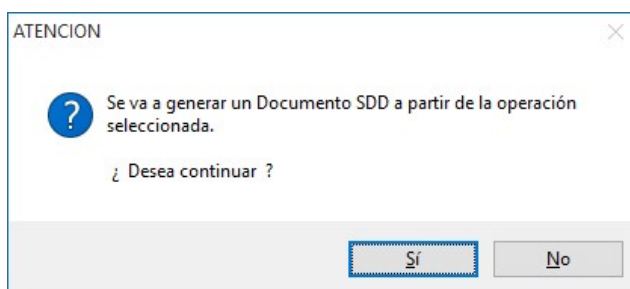 ATENCION
Se va a generar un Documento SDD a partir de la operación
seleccionada.
¿ Desea continuar ?
Sí
No